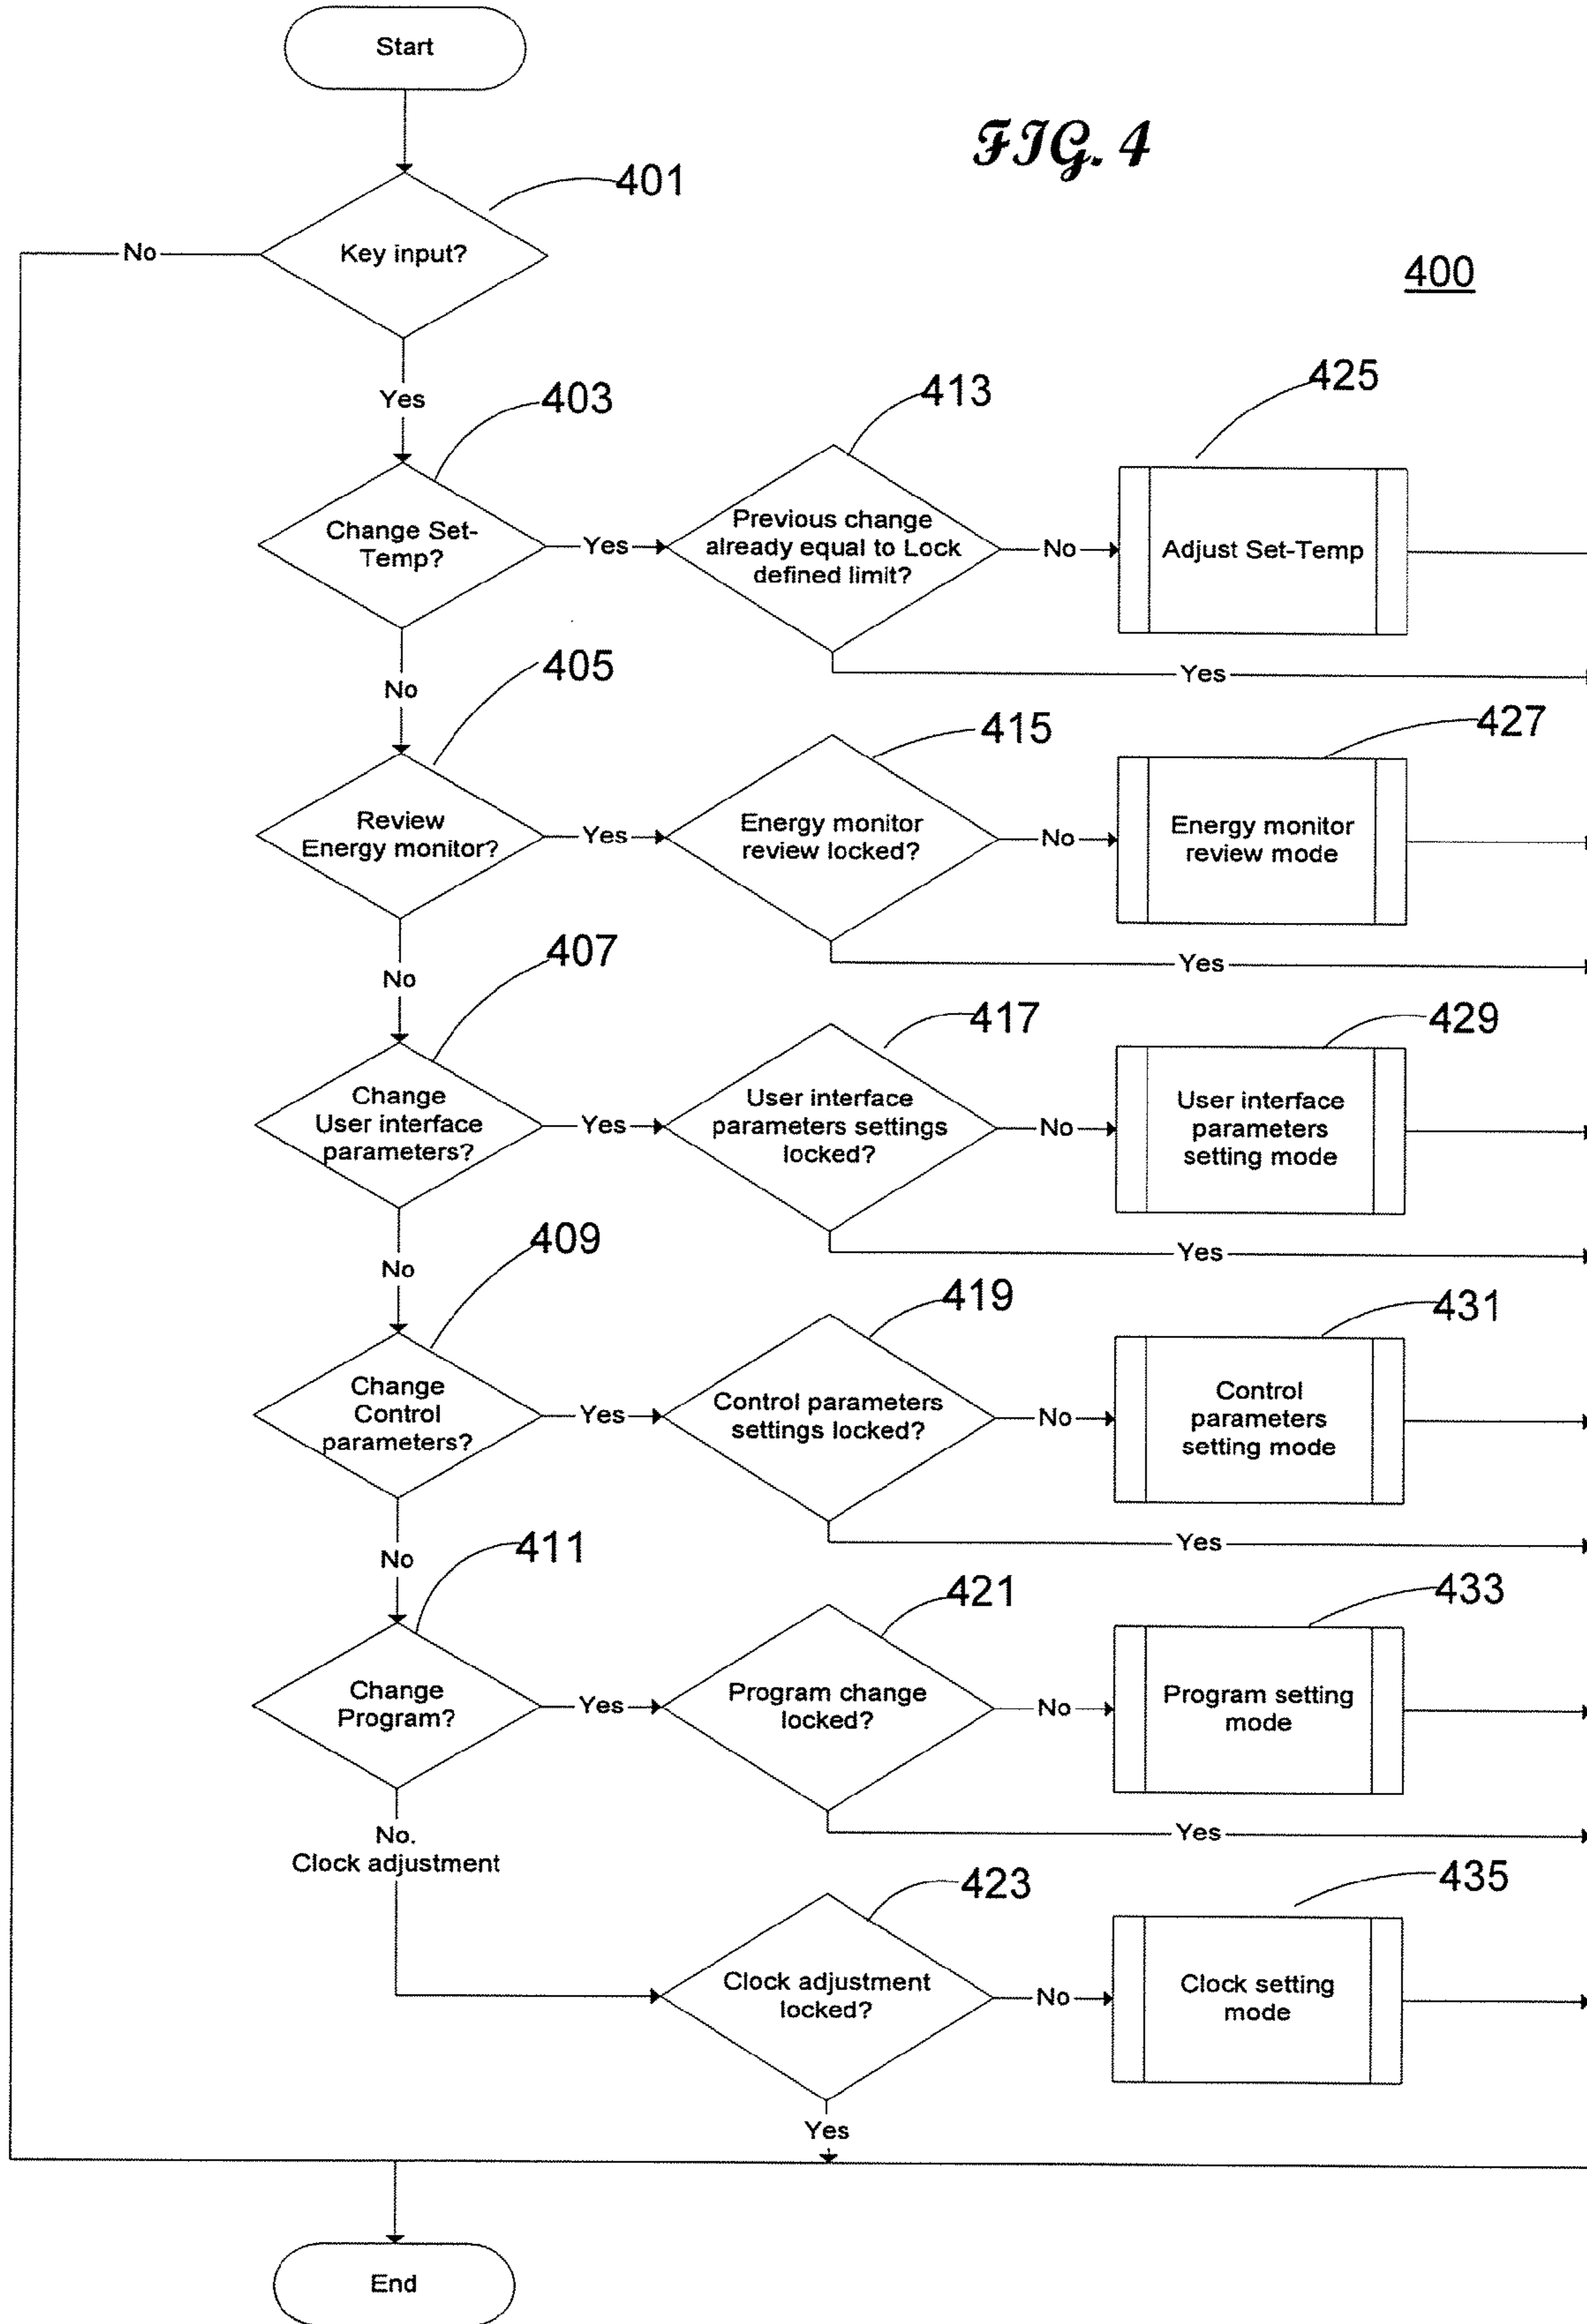 Start
FIG. 4
401
Key input?
No
400
Yes
403
413
425
Change Set-
Temp?
Yes
Previous change
already equal to Lock
defined limit?
No
Adjust Set-Temp
Yes
No
405
415
427
Review
Energy monitor?
Yes
Energy monitor
review locked?
No
Energy monitor
review mode
Yes
No
407
417
429
Change
User interface
parameters?
Yes
User interface
parameters settings
locked?
No
User interface
parameters
setting mode
Yes
No
409
419
431
Change
Control
parameters?
Yes
Control parameters
settings locked?
No
Control
parameters
setting mode
Yes
No
411
421
433
Change
Program?
Yes
Program change
locked?
No
Program setting
mode
Yes
No.
Clock adjustment
423
435
Clock adjustment
locked?
No
Clock setting
mode
Yes
End